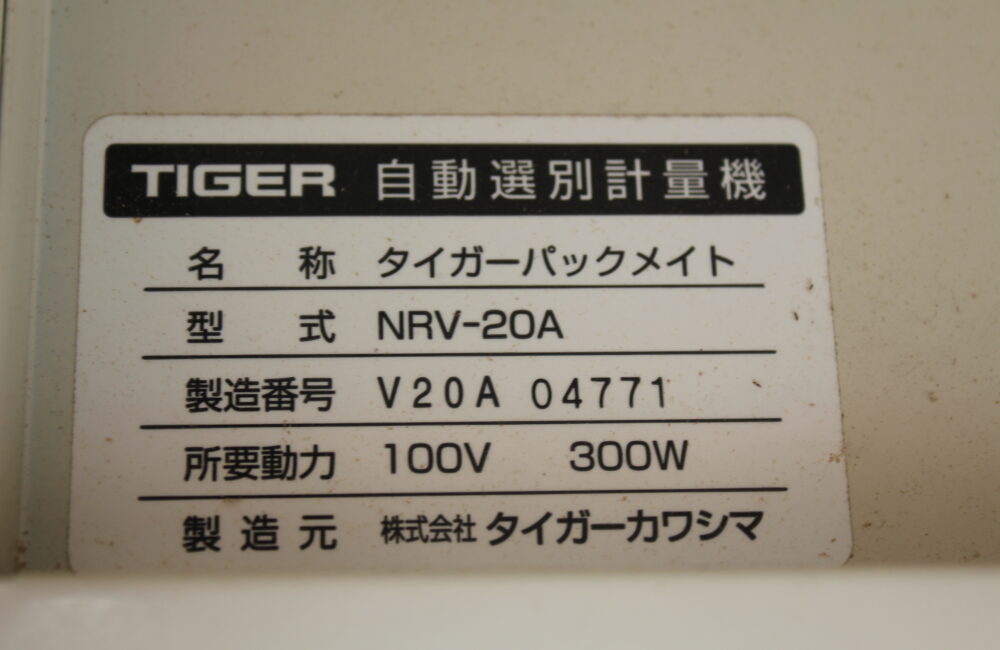 TIGER 自動選別計量機
名称 タイガーパックメイト
型式 NRV-20A
製造番号 V20A 04771
所要動力 100V 300W
製造元 株式会社 タイガーカワシマ